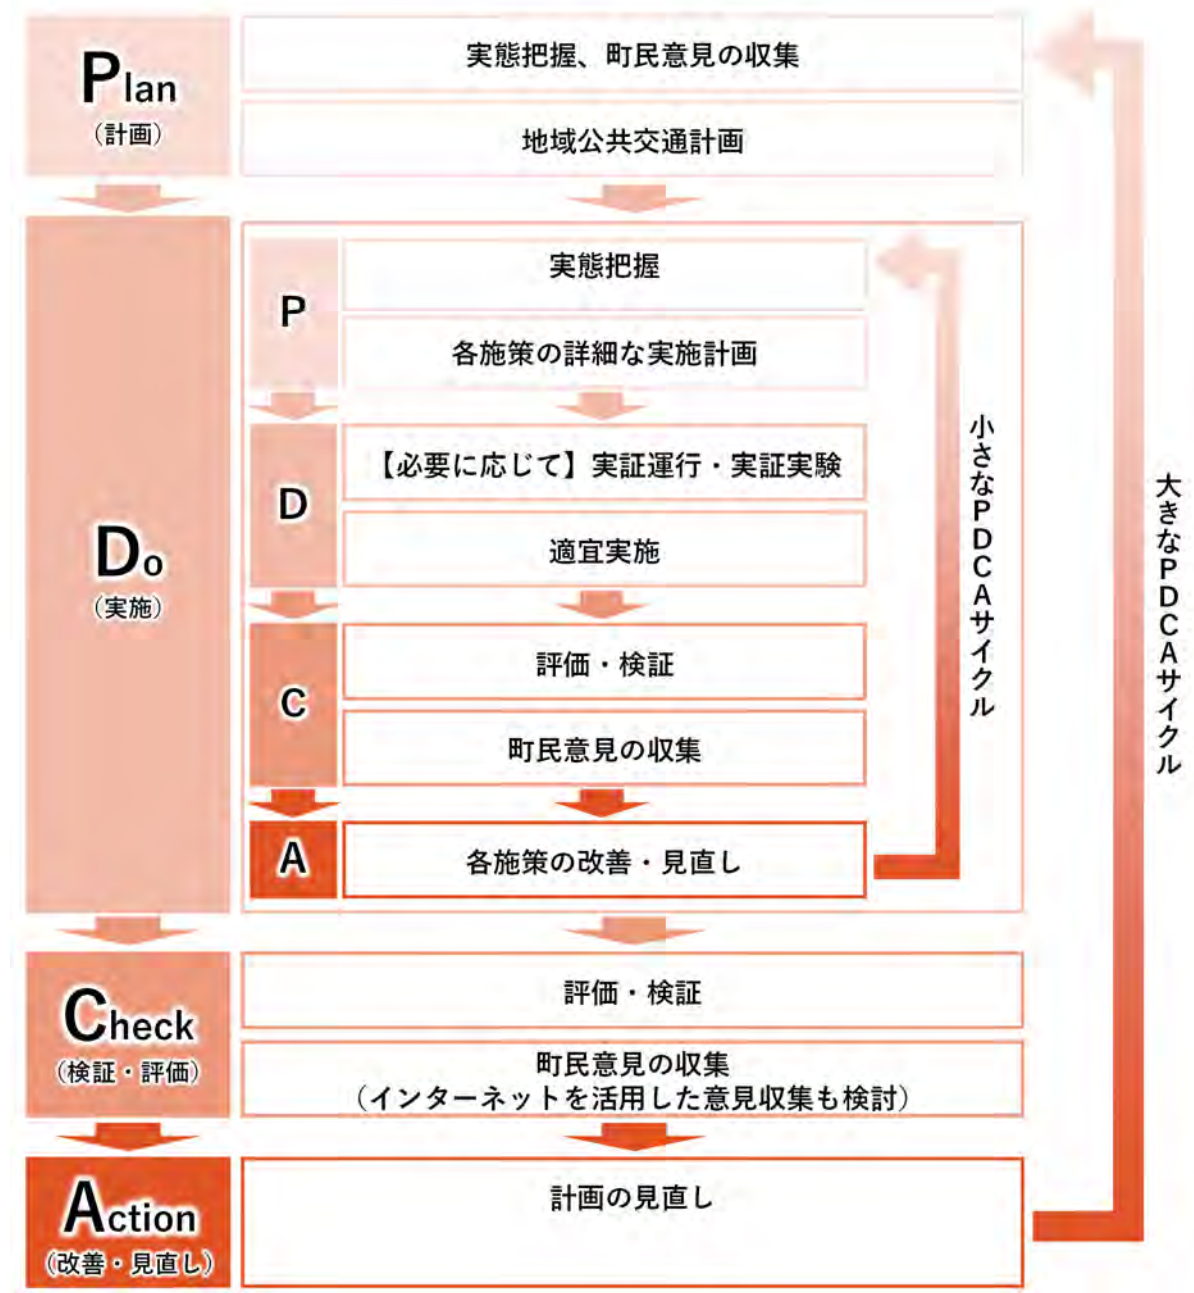 Plan
（計画）
実態把握、町民意見の収集
地域公共交通計画
Do
（実施）
P
実態把握
各施策の詳細な実施計画
D
【必要に応じて】実証運行・実証実験
適宜実施
C
評価・検証
町民意見の収集
A
各施策の改善・見直し
小さなPDCAサイクル
大きなPDCAサイクル
Check
（検証・評価）
評価・検証
町民意見の収集
（インターネットを活用した意見収集も検討）
Action
（改善・見直し）
計画の見直し